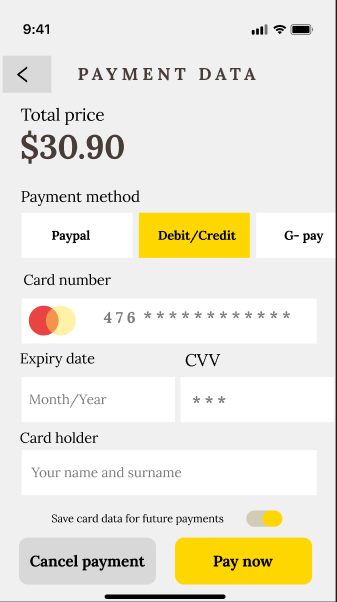 9:41
PAYMENT DATA
Total price
$30.90
Payment method
Paypal Debit/Credit G- pay
Card number
476 ************
Expiry date CVV
Month/Year ***
Card holder
Your name and surname
Save card data for future payments
Cancel payment Pay now